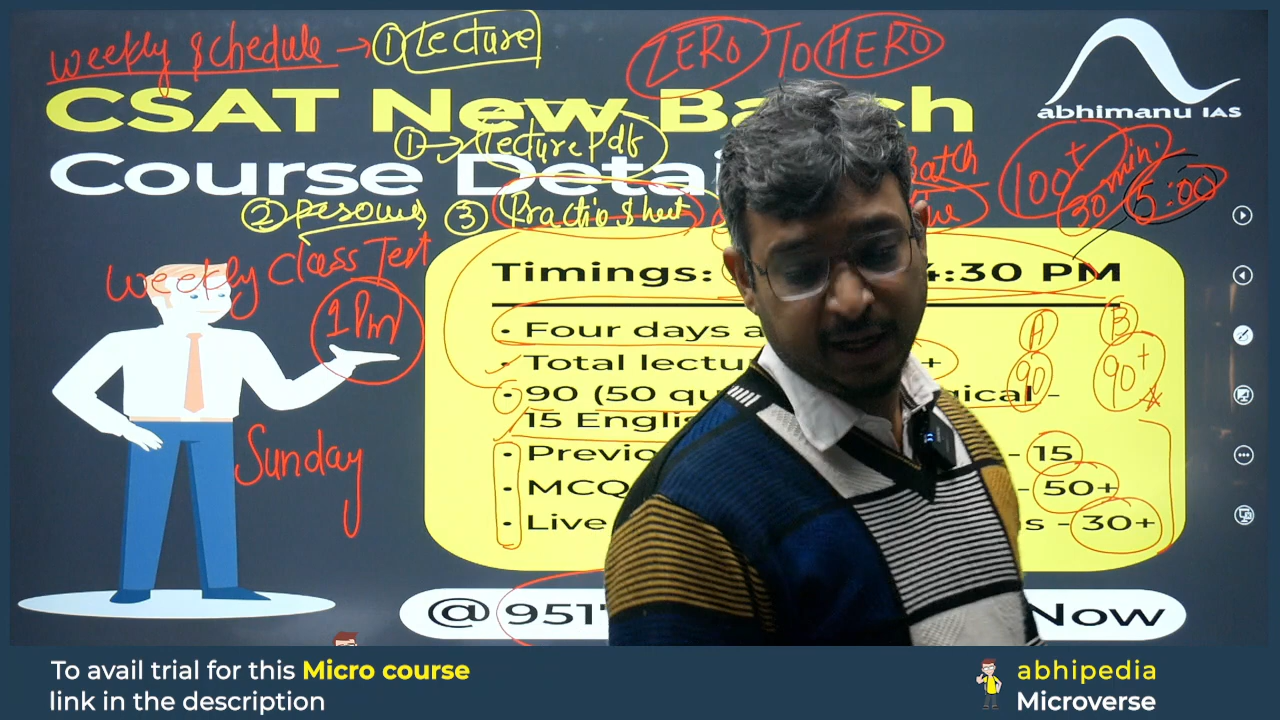 weekly schedule → ① Lecture
ZERO TO HERO
CSAT New Batch
abhimanu IAS
① → Lecture Pdf
Course Detai
Batch
100+
30 min.
5:00
②
③ Practice sheet
Weekly Class Test
1 PM
Sunday
Timings: 4:30 PM
• Four days a
• Total lectu +
• 90 (50 qu gical -
15 Englis
• Previo - 15
• MCQ - 50+
• Live s - 30+
A B
90 90+
@ 951 Now
To avail trial for this Micro course
link in the description
abhipedia
Microverse